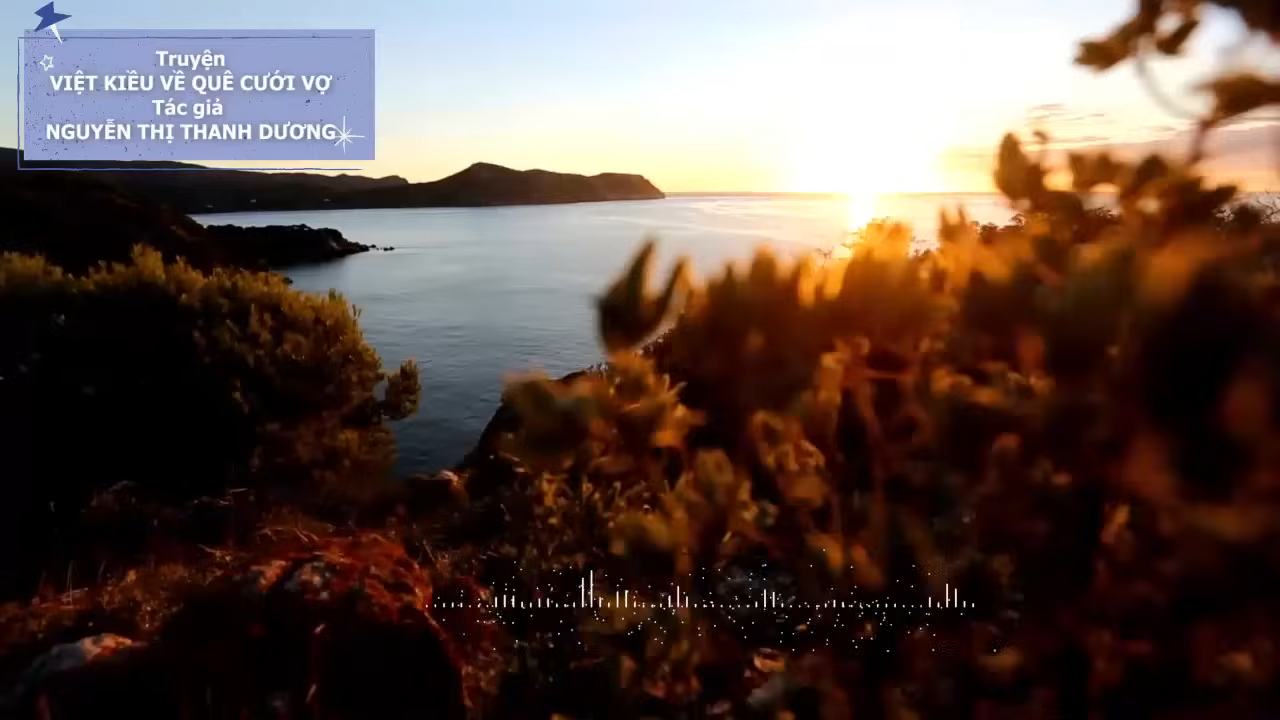 Truyện
VIỆT KIỀU VỀ QUÊ CƯỚI VỢ
Tác giả
NGUYỄN THỊ THANH DƯƠNG